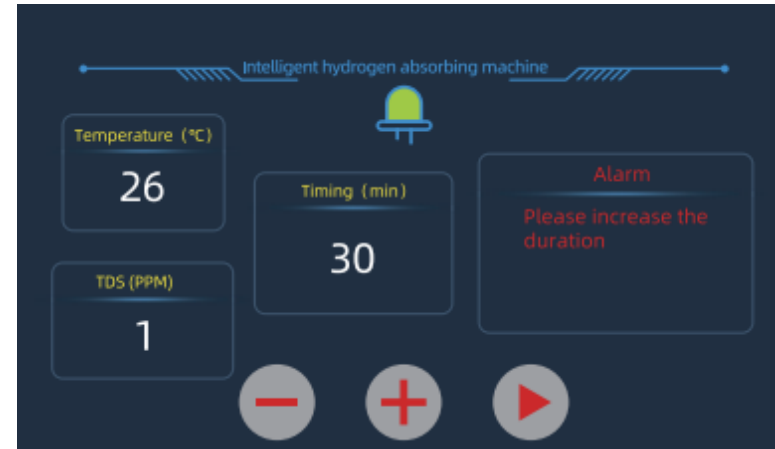 Intelligent hydrogen absorbing machine
Temperature (℃)
26
Timing (min)
30
Alarm
Please increase the
duration
TDS (PPM)
1